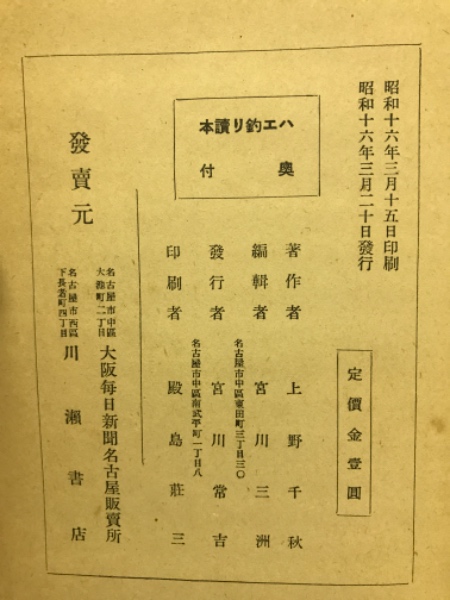 昭和十六年三月十五日印刷
昭和十六年三月二十日發行
定價金壹圓
ハエ釣り讀本
奥付
著作者 上野千秋
編輯者 宮川三洲
名古屋市中區東田町三丁目三〇
發行者 宮川常吉
名古屋市中區南武平町一丁目八
印刷者 殿島莊三
發賣元
名古屋市中區
大池町二丁目
大阪每日新聞名古屋販賣所
名古屋市西區
下長者町四丁目
川瀨書店